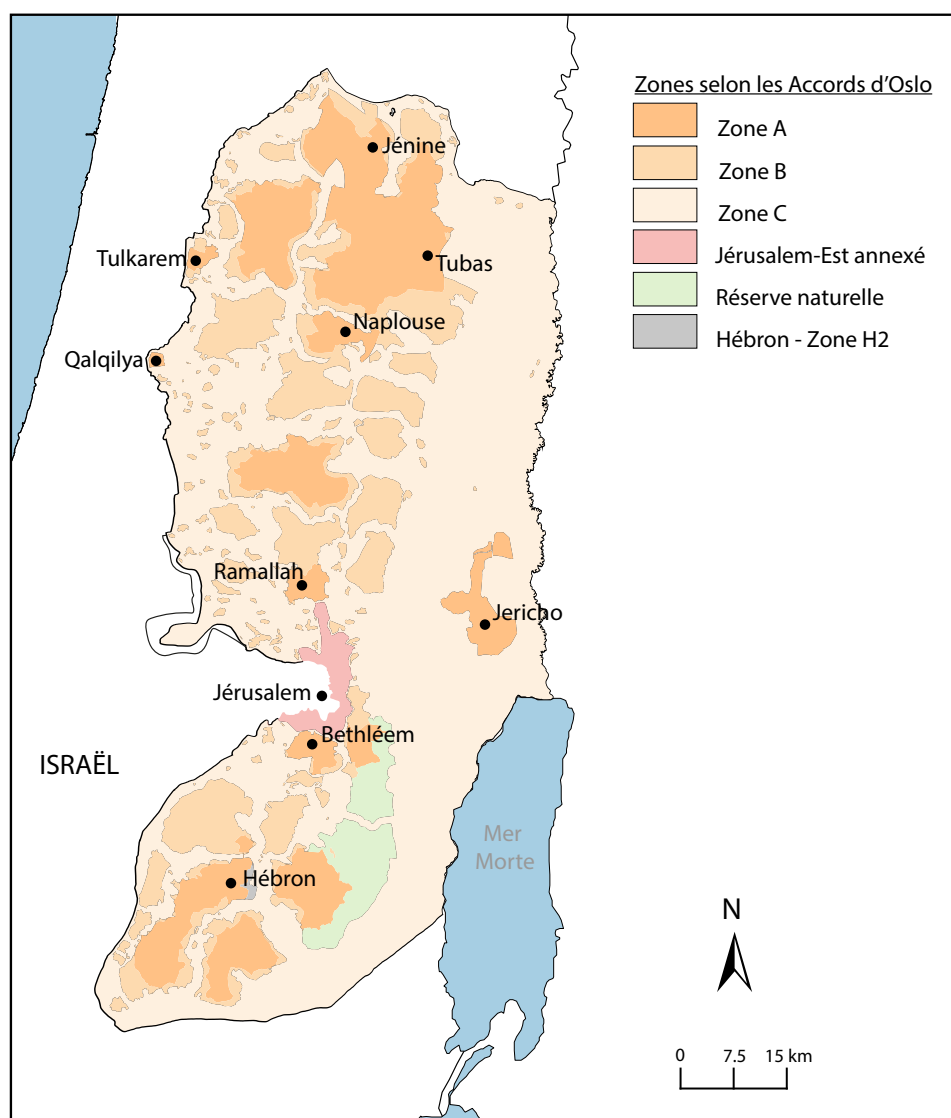 Zones selon les Accords d'Oslo
Zone A
Zone B
Zone C
Jérusalem-Est annexé
Réserve naturelle
Hébron - Zone H2
Jénine
Tulkarem
Tubas
Naplouse
Qalqilya
Ramallah
Jericho
Jérusalem
Bethléem
ISRAËL
Mer
Morte
Hébron
N
0 7.5 15 km